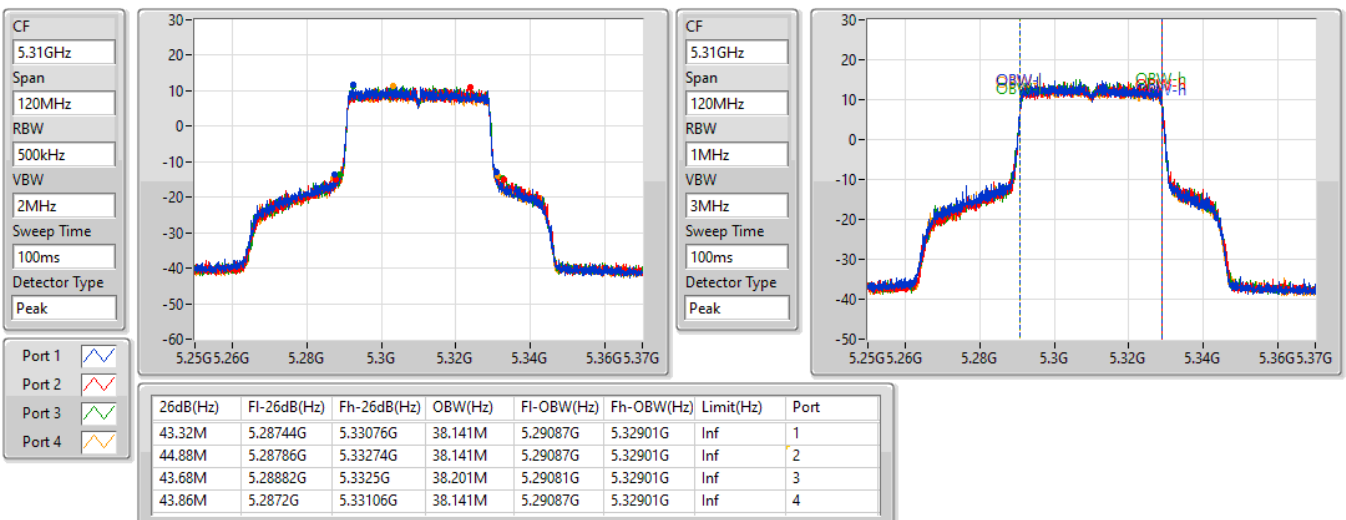 CF
5.31GHz
Span
120MHz
RBW
500kHz
VBW
2MHz
Sweep Time
100ms
Detector Type
Peak
30
20
10
0
-10
-20
-30
-40
-50
-60
5.25G 5.26G 5.28G 5.3G 5.32G 5.34G 5.36G 5.37G
CF
5.31GHz
Span
120MHz
RBW
1MHz
VBW
3MHz
Sweep Time
100ms
Detector Type
Peak
30
20
10
0
-10
-20
-30
-40
-50
OBW-l
OBW-h
5.25G 5.26G 5.28G 5.3G 5.32G 5.34G 5.36G 5.37G
Port 1
Port 2
Port 3
Port 4
26dB(Hz) Fl-26dB(Hz) Fh-26dB(Hz) OBW(Hz) Fl-OBW(Hz) Fh-OBW(Hz) Limit(Hz) Port
43.32M 5.28744G 5.33076G 38.141M 5.29087G 5.32901G Inf 1
44.88M 5.28786G 5.33274G 38.141M 5.29087G 5.32901G Inf 2
43.68M 5.28882G 5.3325G 38.201M 5.29081G 5.32901G Inf 3
43.86M 5.2872G 5.33106G 38.141M 5.29087G 5.32901G Inf 4